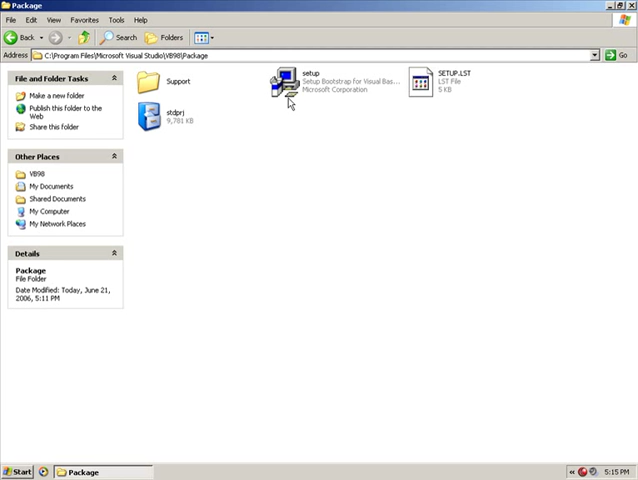 Package
File Edit View Favorites Tools Help
Back Search Folders
Address C:\Program Files\Microsoft Visual Studio\VB98\Package Go
File and Folder Tasks
Make a new folder
Publish this folder to the
Web
Share this folder
Other Places
VB98
My Documents
Shared Documents
My Computer
My Network Places
Details
Package
File Folder
Date Modified: Today, June 21,
2006, 5:11 PM
Support
setup
Setup Bootstrap for Visual Bas...
Microsoft Corporation
SETUP.LST
LST File
5 KB
stdprj
9,781 KB
Start Package 5:15 PM